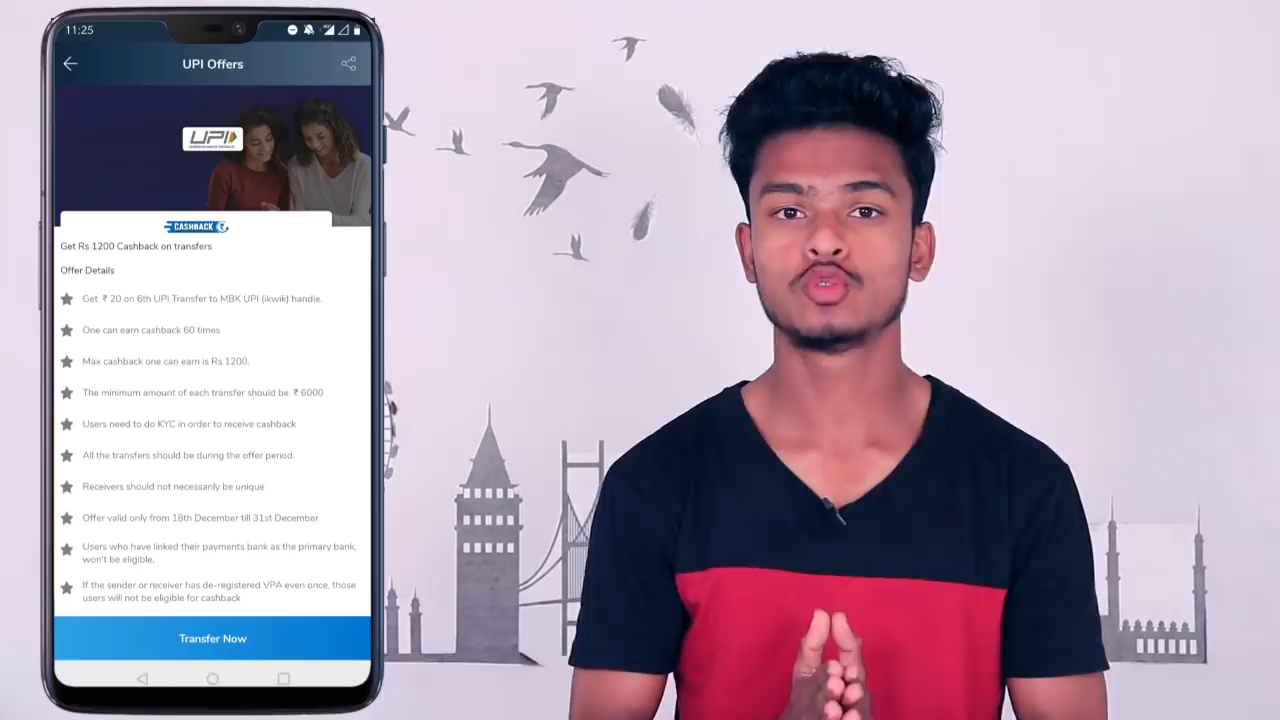 11:25
UPI Offers
UPI
CASHBACK ₹
Get Rs 1200 Cashback on transfers
Offer Details
Get ₹ 20 on 6th UPI Transfer to MBK UPI (ikwik) handle.
One can earn cashback 60 times
Max cashback one can earn is Rs 1200.
The minimum amount of each transfer should be ₹ 6000
Users need to do KYC in order to receive cashback
All the transfers should be during the offer period.
Receivers should not necessarily be unique
Offer valid only from 18th December till 31st December
Users who have linked their payments bank as the primary bank,
won't be eligible.
If the sender or receiver has de-registered VPA even once, those
users will not be eligible for cashback
Transfer Now